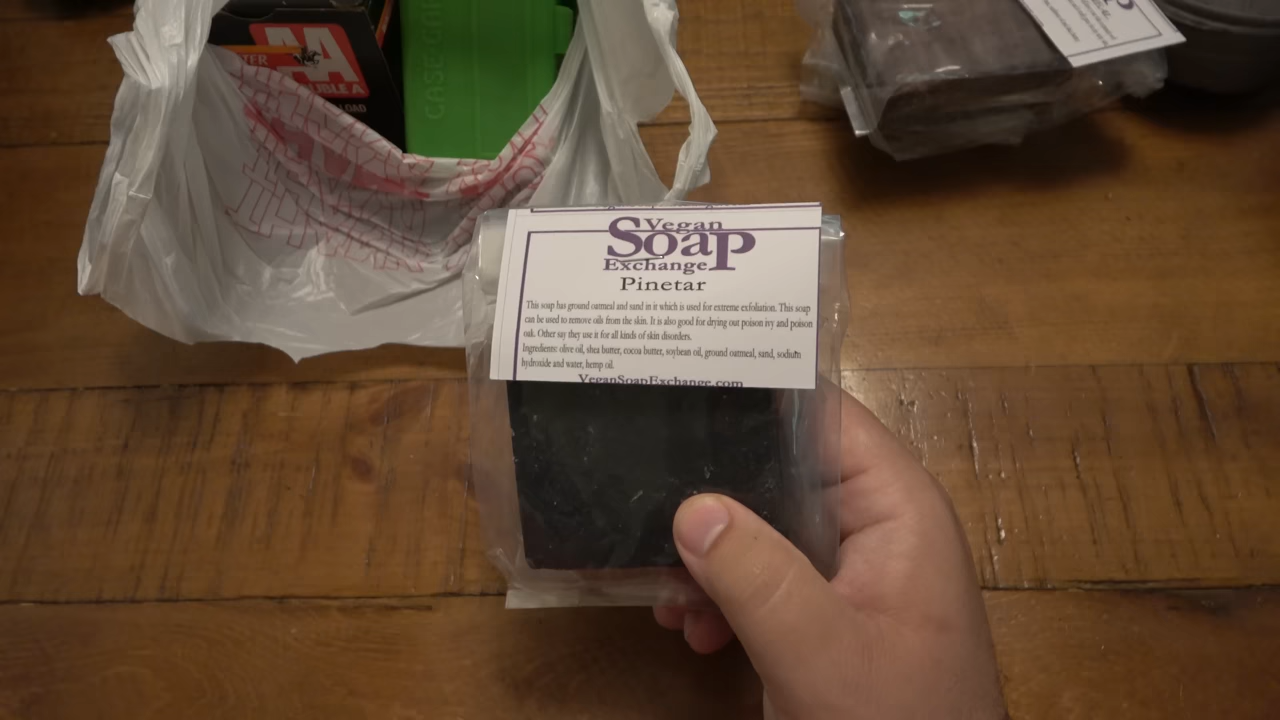 AA
UBLE A
LOAD
CASE
Vegan
Soap
Exchange
Pinetar
This soap has ground oatmeal and sand in it which is used for extreme exfoliation. This soap
can be used to remove oils from the skin. It is also good for drying out poison ivy and poison
oak. Other say they use it for all kinds of skin disorders.
Ingredients: olive oil, shea butter, cocoa butter, soybean oil, ground oatmeal, sand, sodium
hydroxide and water, hemp oil.
VeganSoapExchange.com